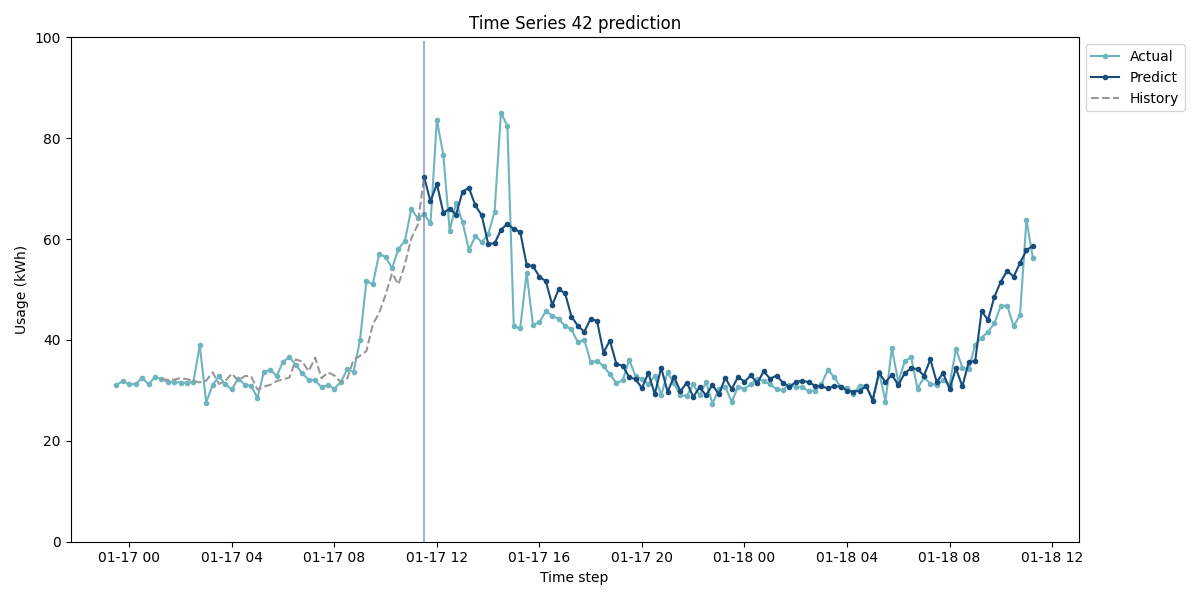 Time Series 42 prediction
Usage (kWh)
100
80
60
40
20
0
01-17 00
01-17 04
01-17 08
01-17 12
01-17 16
01-17 20
01-18 00
01-18 04
01-18 08
01-18 12
Time step
Actual
Predict
History